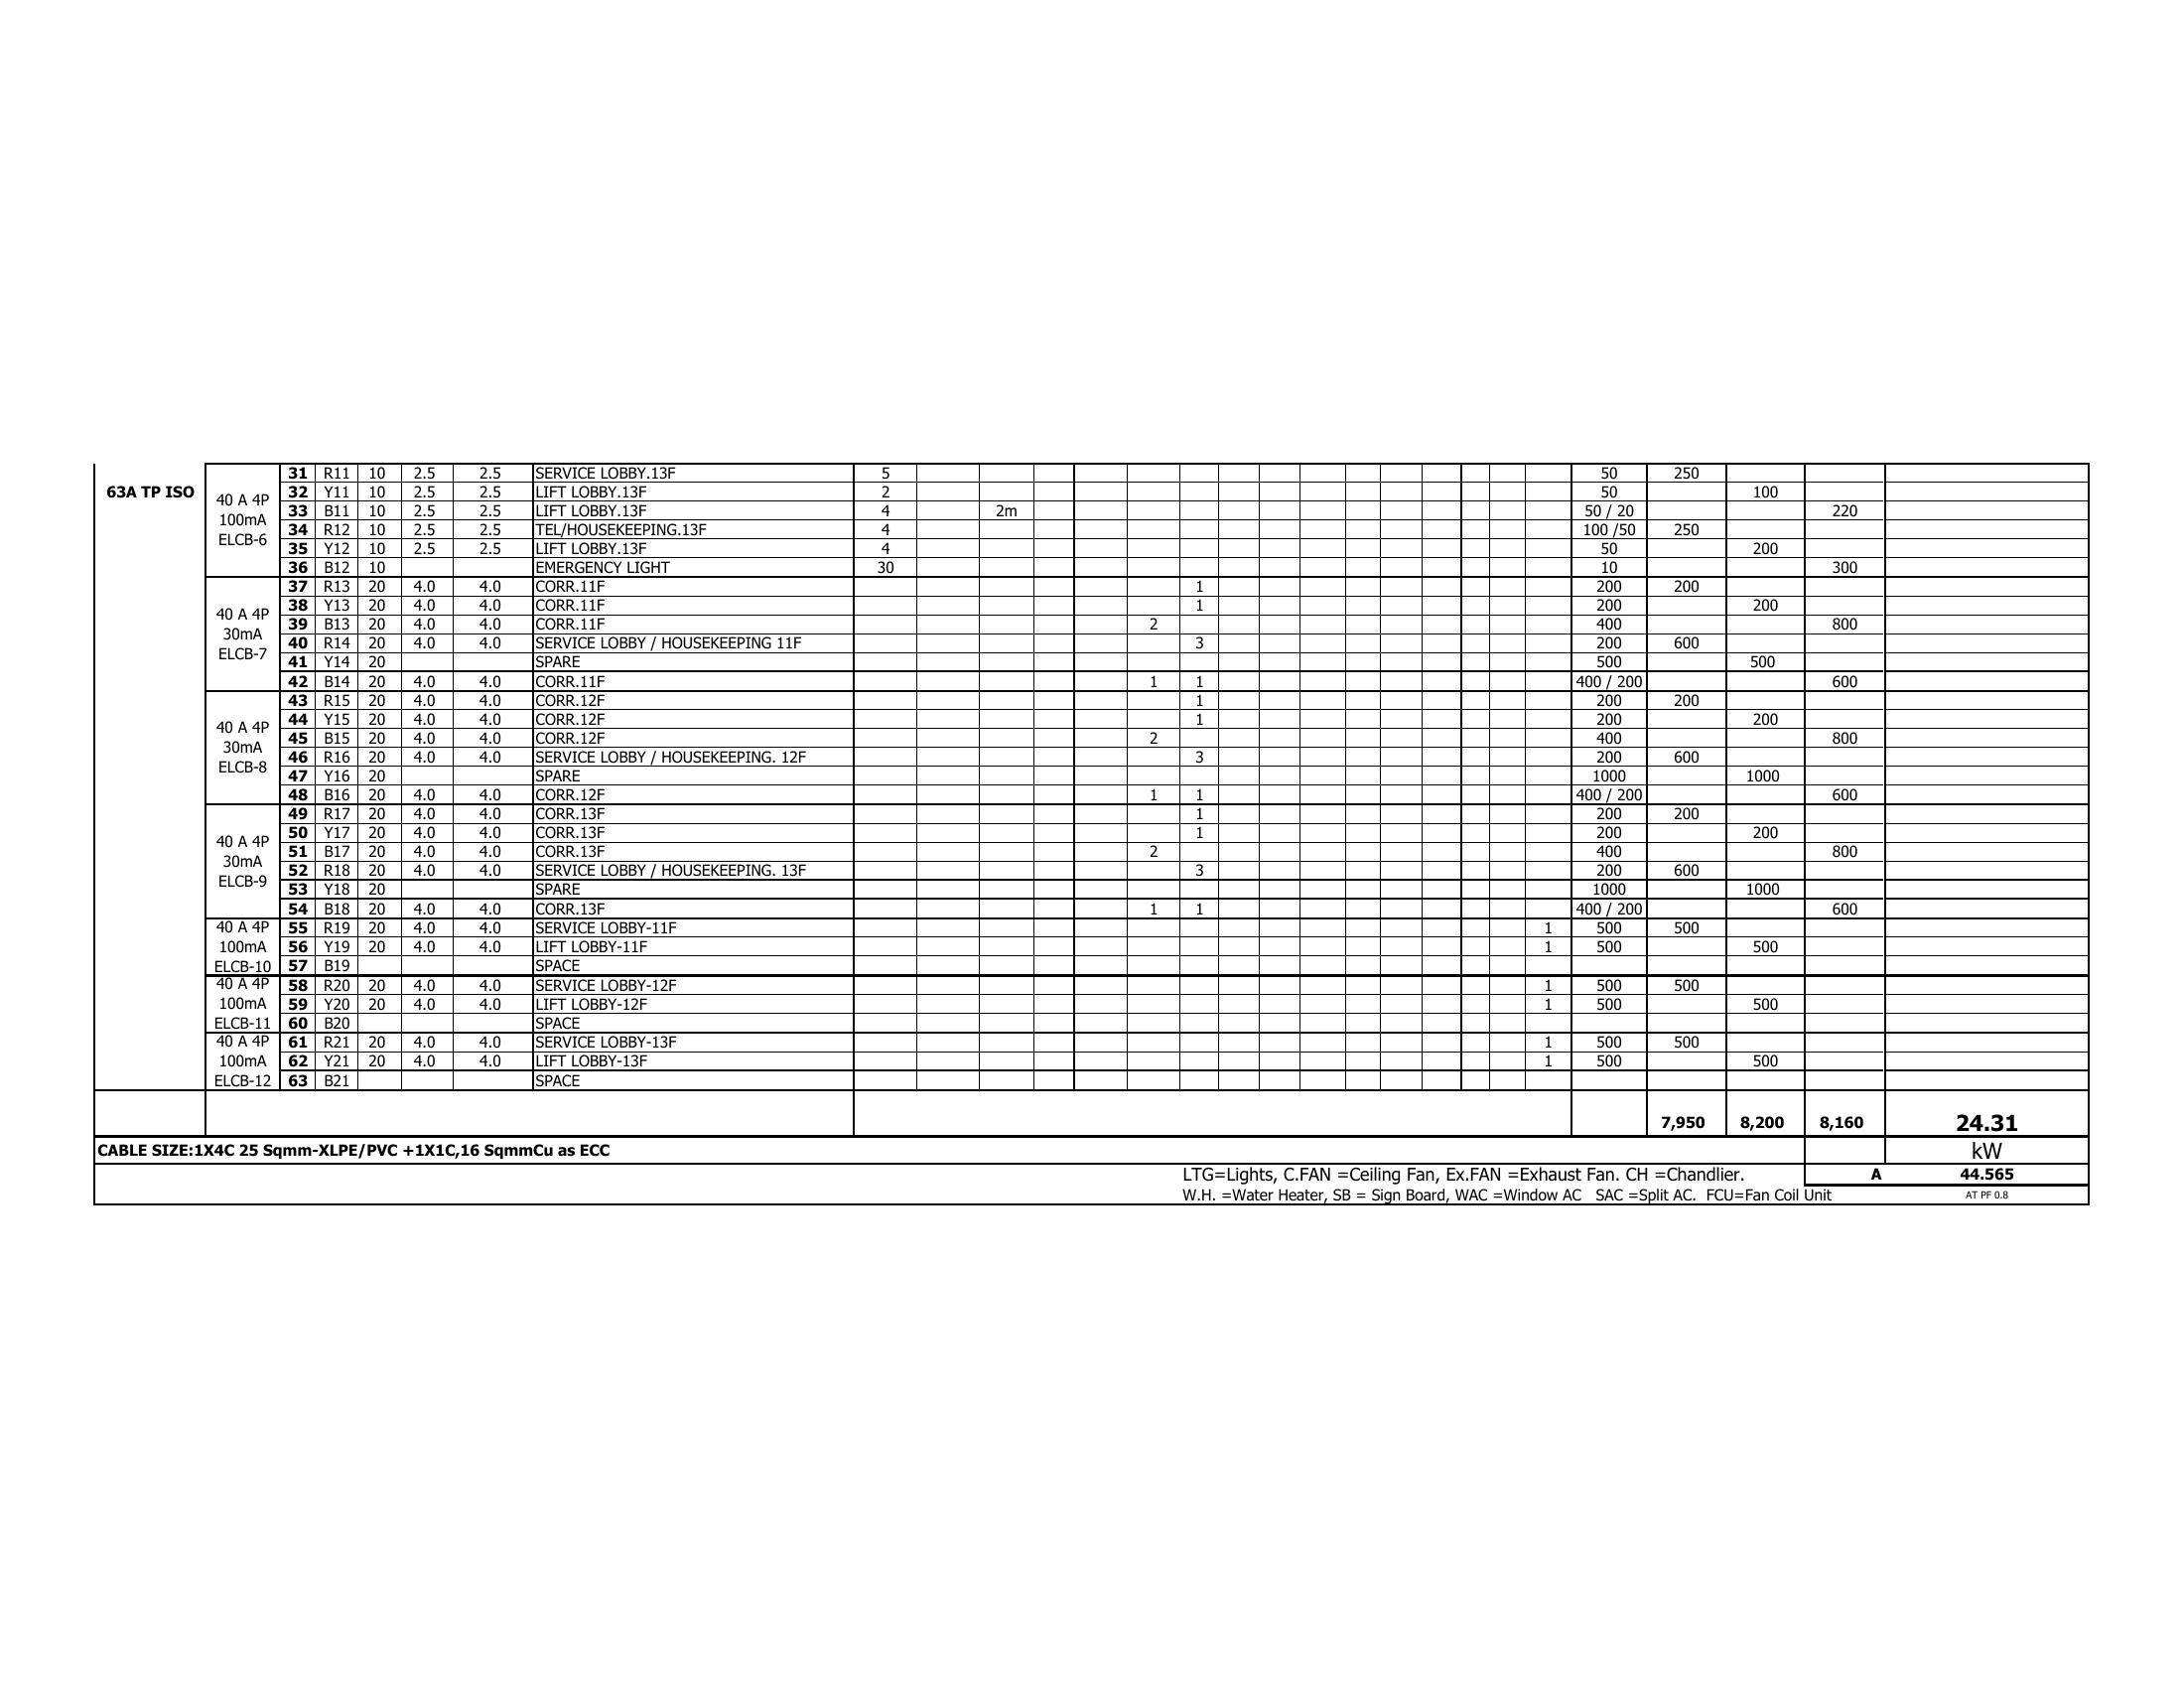 63A TP ISO
40 A 4P 100mA ELCB-6
31 R11 10 2.5 2.5 SERVICE LOBBY.13F 5 50 250
32 Y11 10 2.5 2.5 LIFT LOBBY.13F 2 50 100
33 B11 10 2.5 2.5 LIFT LOBBY.13F 4 2m 50 / 20 220
34 R12 10 2.5 2.5 TEL/HOUSEKEEPING.13F 4 100 /50 250
35 Y12 10 2.5 2.5 LIFT LOBBY.13F 4 50 200
36 B12 10 EMERGENCY LIGHT 30 10 300
40 A 4P 30mA ELCB-7
37 R13 20 4.0 4.0 CORR.11F 1 200 200
38 Y13 20 4.0 4.0 CORR.11F 1 200 200
39 B13 20 4.0 4.0 CORR.11F 2 400 800
40 R14 20 4.0 4.0 SERVICE LOBBY / HOUSEKEEPING 11F 3 200 600
41 Y14 20 SPARE 500 500
42 B14 20 4.0 4.0 CORR.11F 1 1 400 / 200 600
40 A 4P 30mA ELCB-8
43 R15 20 4.0 4.0 CORR.12F 1 200 200
44 Y15 20 4.0 4.0 CORR.12F 1 200 200
45 B15 20 4.0 4.0 CORR.12F 2 400 800
46 R16 20 4.0 4.0 SERVICE LOBBY / HOUSEKEEPING. 12F 3 200 600
47 Y16 20 SPARE 1000 1000
48 B16 20 4.0 4.0 CORR.12F 1 1 400 / 200 600
40 A 4P 30mA ELCB-9
49 R17 20 4.0 4.0 CORR.13F 1 200 200
50 Y17 20 4.0 4.0 CORR.13F 1 200 200
51 B17 20 4.0 4.0 CORR.13F 2 400 800
52 R18 20 4.0 4.0 SERVICE LOBBY / HOUSEKEEPING. 13F 3 200 600
53 Y18 20 SPARE 1000 1000
54 B18 20 4.0 4.0 CORR.13F 1 1 400 / 200 600
40 A 4P 100mA ELCB-10
55 R19 20 4.0 4.0 SERVICE LOBBY-11F 1 500 500
56 Y19 20 4.0 4.0 LIFT LOBBY-11F 1 500 500
57 B19 SPACE
40 A 4P 100mA ELCB-11
58 R20 20 4.0 4.0 SERVICE LOBBY-12F 1 500 500
59 Y20 20 4.0 4.0 LIFT LOBBY-12F 1 500 500
60 B20 SPACE
40 A 4P 100mA ELCB-12
61 R21 20 4.0 4.0 SERVICE LOBBY-13F 1 500 500
62 Y21 20 4.0 4.0 LIFT LOBBY-13F 1 500 500
63 B21 SPACE
7,950 8,200 8,160 24.31
CABLE SIZE:1X4C 25 Sqmm-XLPE/PVC +1X1C,16 SqmmCu as ECC kW
LTG=Lights, C.FAN =Ceiling Fan, Ex.FAN =Exhaust Fan. CH =Chandlier. A 44.565
W.H. =Water Heater, SB = Sign Board, WAC =Window AC SAC =Split AC. FCU=Fan Coil Unit AT PF 0.8